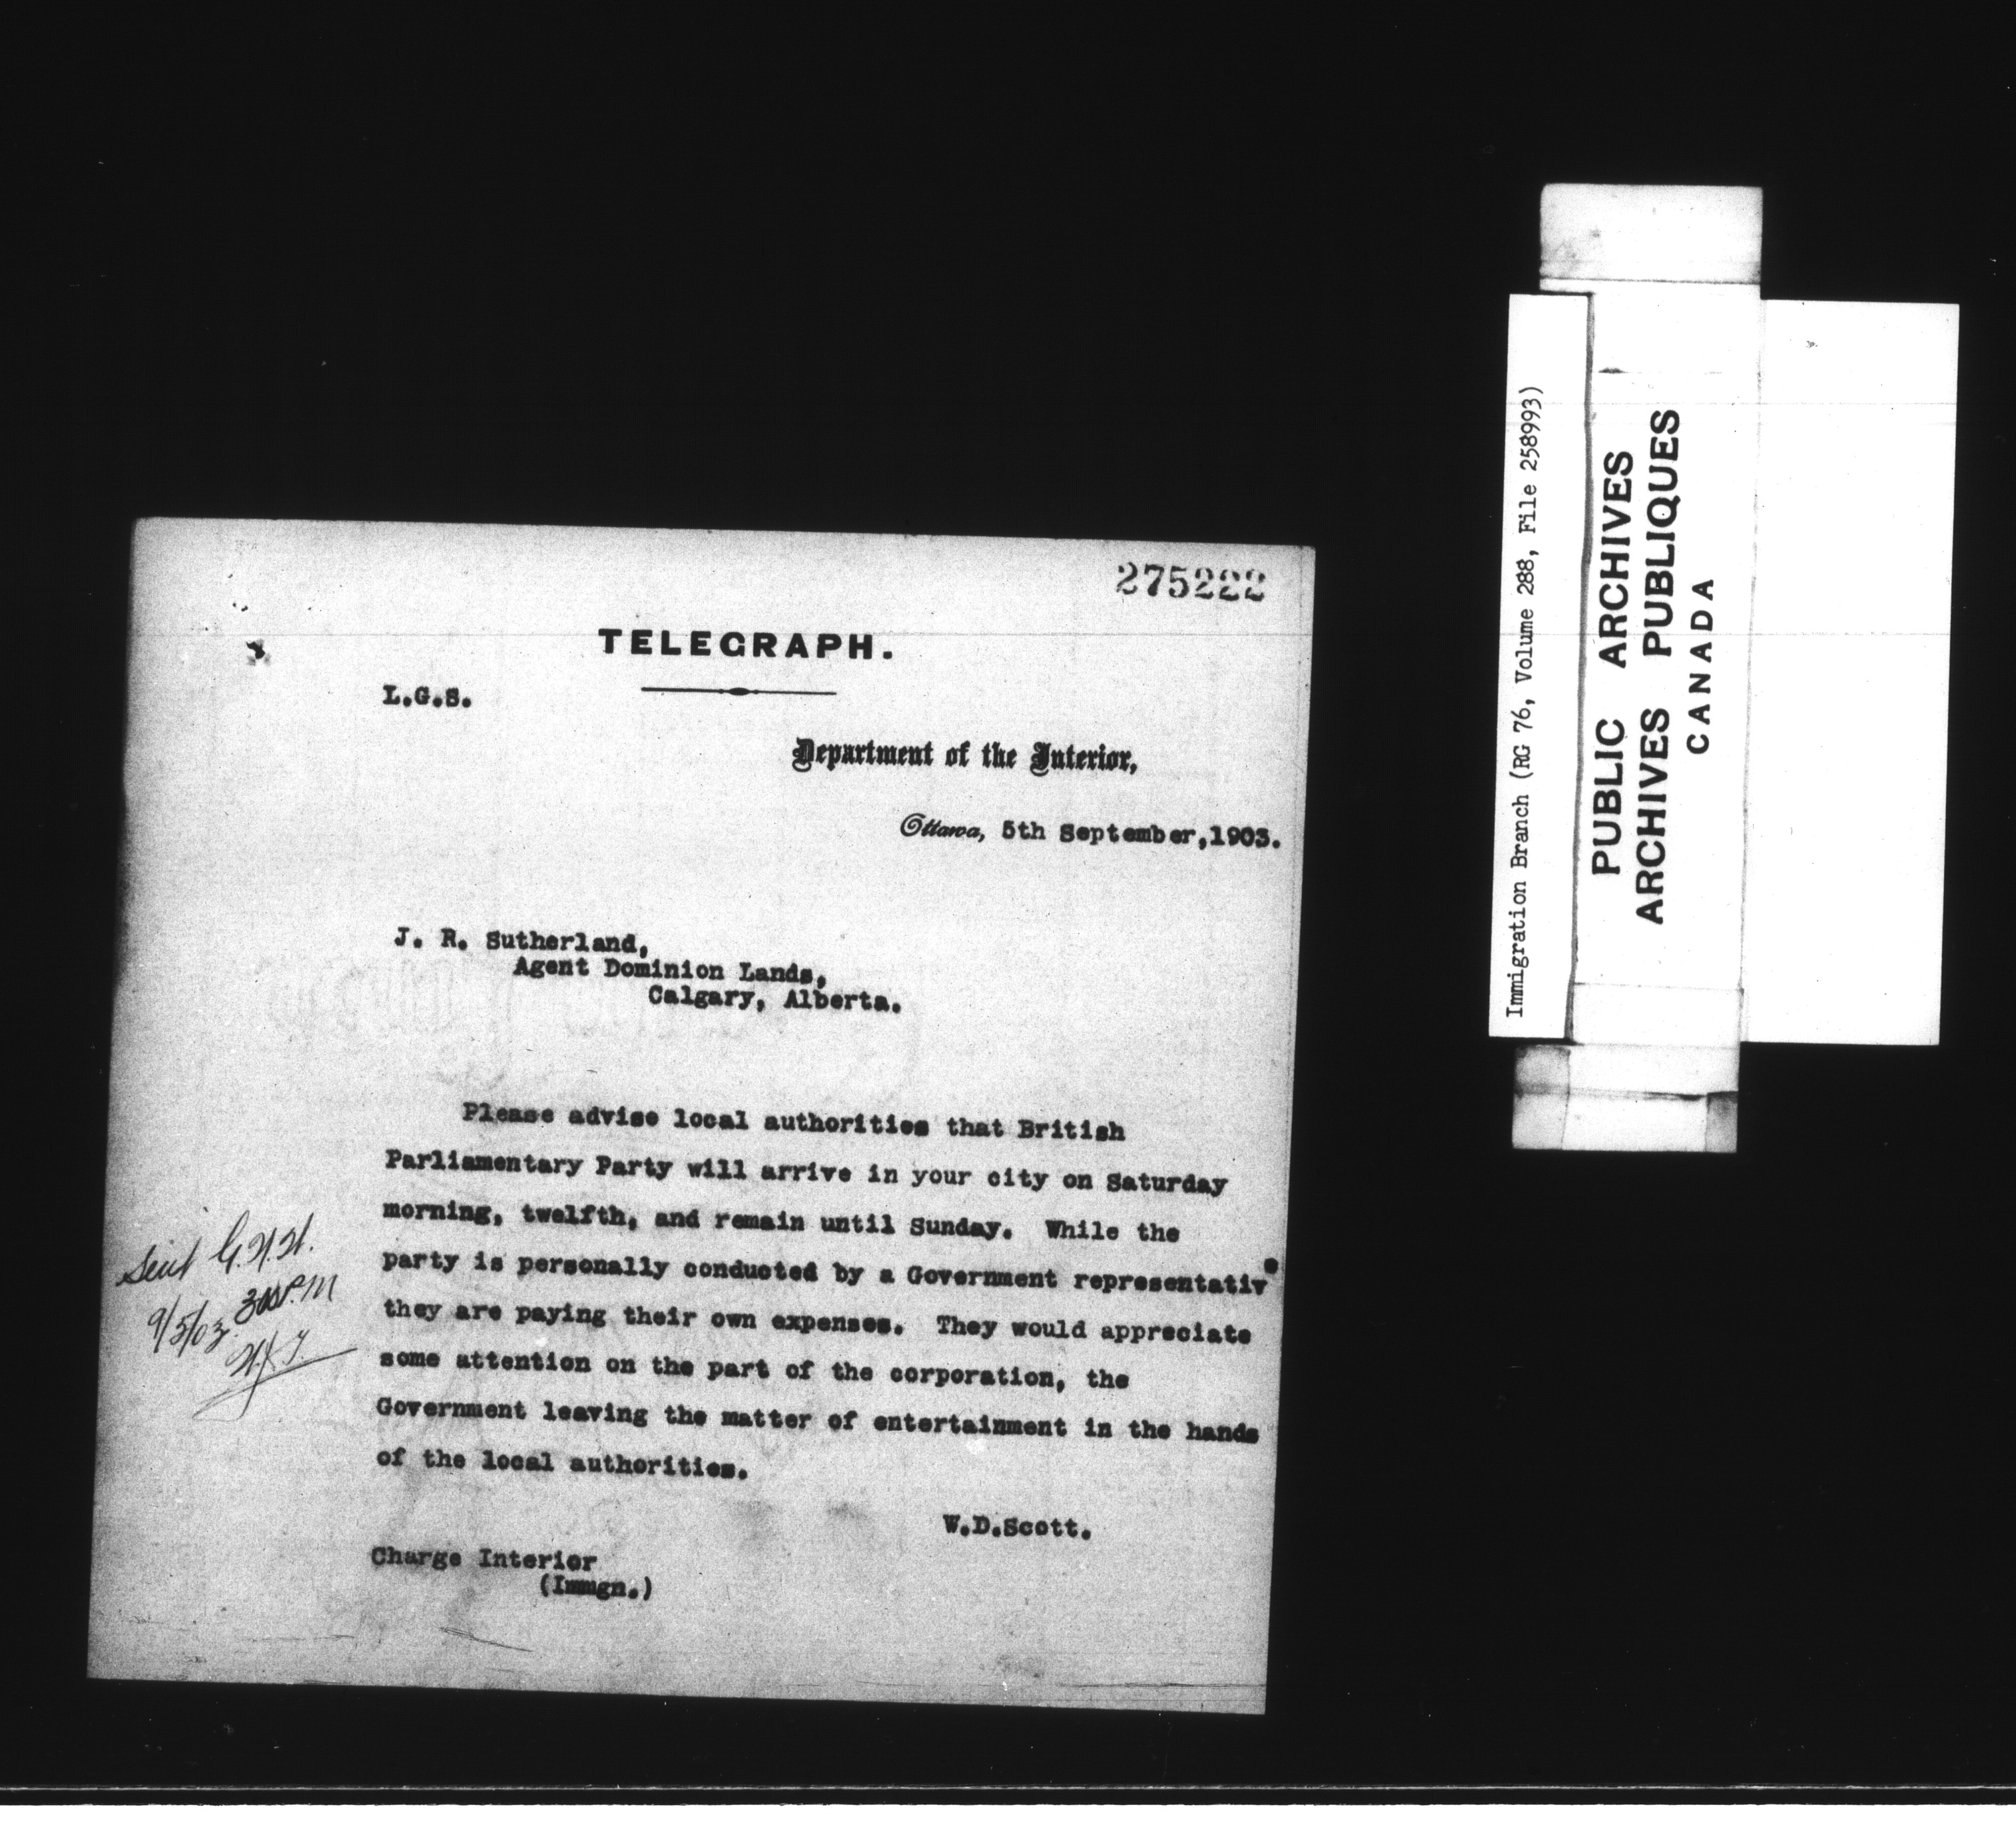 275222
TELEGRAPH.
L.G.S.
Department of the Interior,
Ottawa, 5th September, 1903.
J. R. Sutherland,
Agent Dominion Lands,
Calgary, Alberta.
Please advise local authorities that British
Parliamentary Party will arrive in your city on Saturday
morning, twelfth, and remain until Sunday. While the
party is personally conducted by a Government representative
they are paying their own expenses. They would appreciate
some attention on the part of the corporation, the
Government leaving the matter of entertainment in the hands
of the local authorities.
W.D.Scott.
Charge Interior
(Immgn.)
Sent G.N.W.
9/5/03
Immigration Branch (RG 76, Volume 288, File 258993)
PUBLIC ARCHIVES
ARCHIVES PUBLIQUES
CANADA